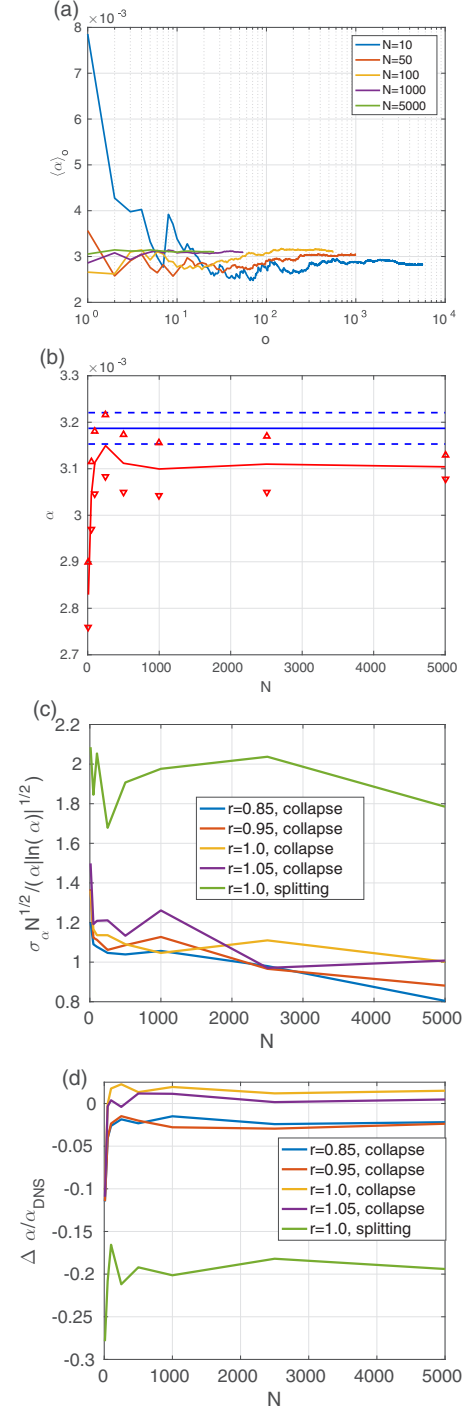 (a)
×10⁻³
8
7
6
5
4
3
2
⟨α⟩ₒ
N=10
N=50
N=100
N=1000
N=5000
10⁰
10¹
10²
10³
10⁴
o
(b)
×10⁻³
3.3
3.2
3.1
3
2.9
2.8
2.7
α
0
1000
2000
3000
4000
5000
N
(c)
2.2
2
1.8
1.6
1.4
1.2
1
0.8
σ_α N^{1/2}/(α|ln(α)|^{1/2})
r=0.85, collapse
r=0.95, collapse
r=1.0, collapse
r=1.05, collapse
r=1.0, splitting
0
1000
2000
3000
4000
5000
N
(d)
0
-0.05
-0.1
-0.15
-0.2
-0.25
-0.3
Δ α/α_DNS
r=0.85, collapse
r=0.95, collapse
r=1.0, collapse
r=1.05, collapse
r=1.0, splitting
0
1000
2000
3000
4000
5000
N